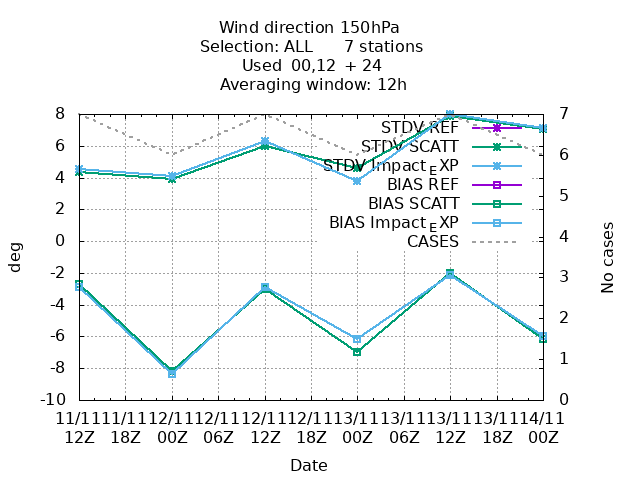 Wind direction 150hPa
Selection: ALL 7 stations
Used 00,12 + 24
Averaging window: 12h
8
6
4
2
0
-2
-4
-6
-8
-10
deg
7
6
5
4
3
2
1
0
No cases
STDV REF
STDV SCATT
STDV Impact_EXP
BIAS REF
BIAS SCATT
BIAS Impact_EXP
CASES
11/11 11/11 12/11 12/11 12/11 12/11 13/11 13/11 13/11 13/11 14/11
12Z 18Z 00Z 06Z 12Z 18Z 00Z 06Z 12Z 18Z 00Z
Date